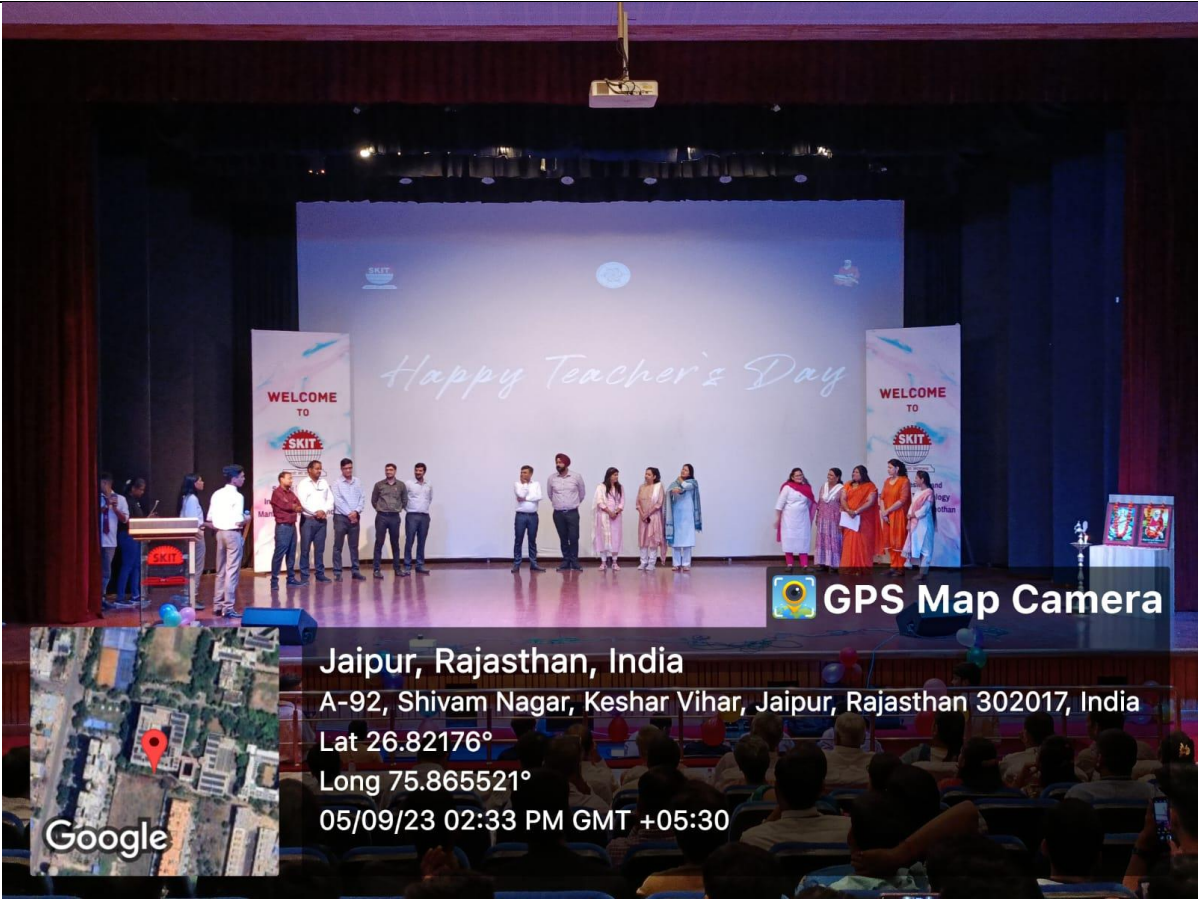 SKIT
Happy Teacher's Day
WELCOME
TO
SKIT
WELCOME
TO
SKIT
SKIT
GPS Map Camera
Jaipur, Rajasthan, India
A-92, Shivam Nagar, Keshar Vihar, Jaipur, Rajasthan 302017, India
Lat 26.82176°
Long 75.865521°
05/09/23 02:33 PM GMT +05:30
Google